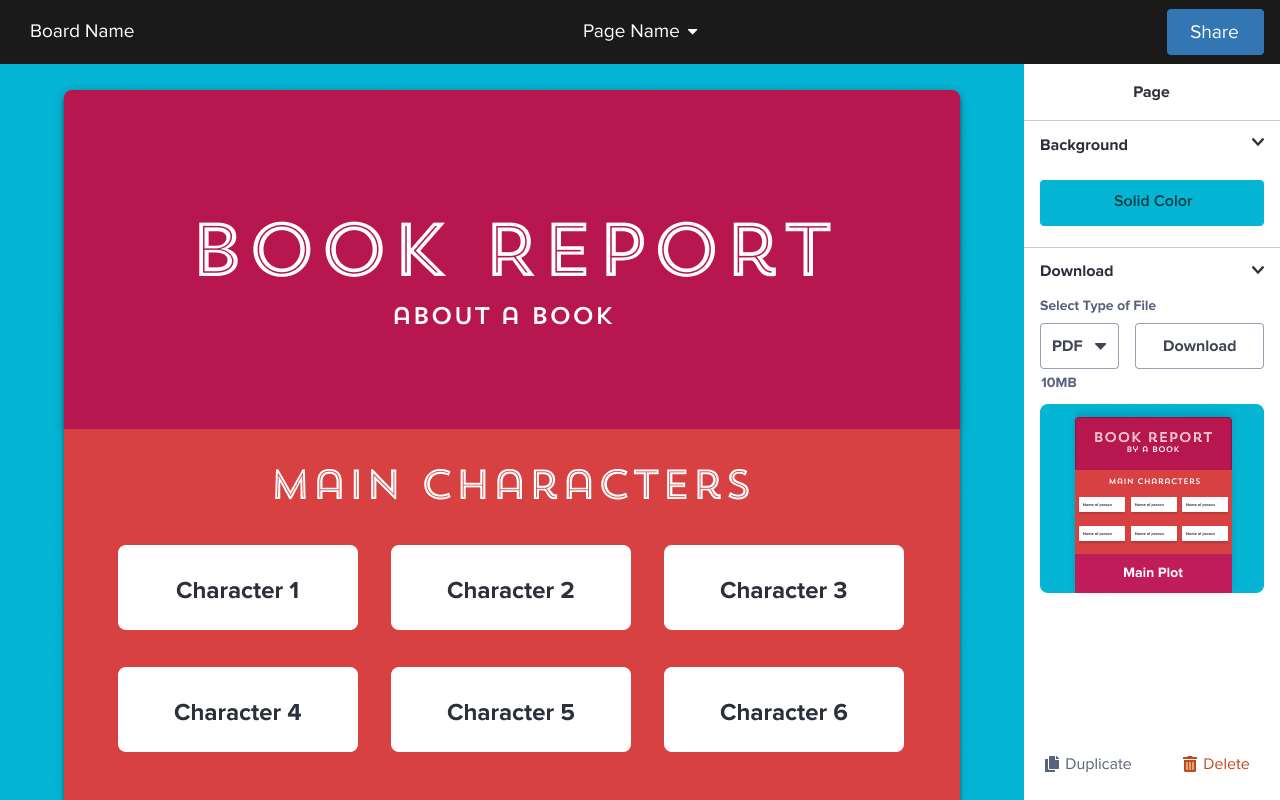 Board Name
Page Name
Share
BOOK REPORT
ABOUT A BOOK
MAIN CHARACTERS
Character 1
Character 2
Character 3
Character 4
Character 5
Character 6
Page
Background
Solid Color
Download
Select Type of File
PDF
Download
10MB
BOOK REPORT
BY A BOOK
MAIN CHARACTERS
Name of person
Name of person
Name of person
Name of person
Name of person
Name of person
Main Plot
Duplicate
Delete